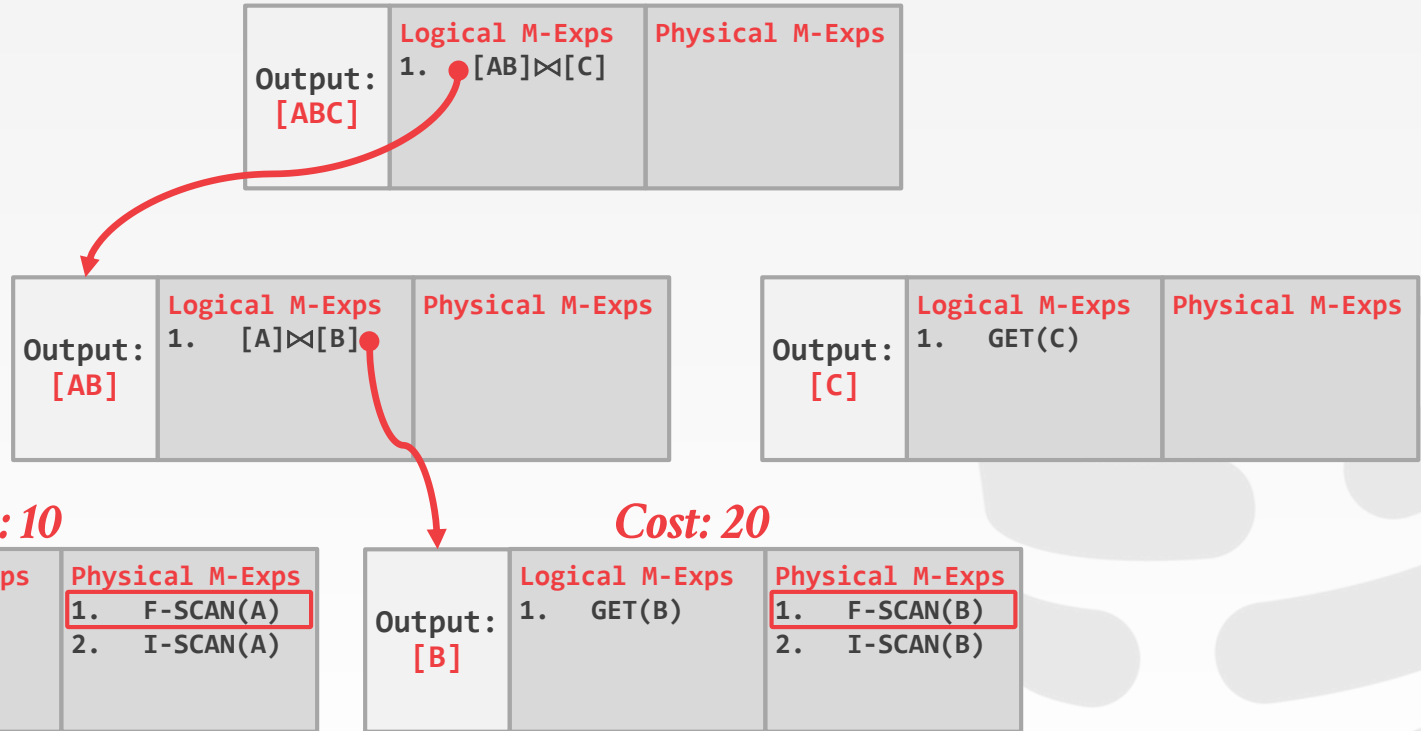 Logical M-Exps
1. [AB]⋈[C]
Physical M-Exps
Output:
[ABC]
Logical M-Exps
1. [A]⋈[B]
Physical M-Exps
Output:
[AB]
Logical M-Exps
1. GET(C)
Physical M-Exps
Output:
[C]
: 10
ps
Physical M-Exps
1. F-SCAN(A)
2. I-SCAN(A)
Cost: 20
Output:
[B]
Logical M-Exps
1. GET(B)
Physical M-Exps
1. F-SCAN(B)
2. I-SCAN(B)